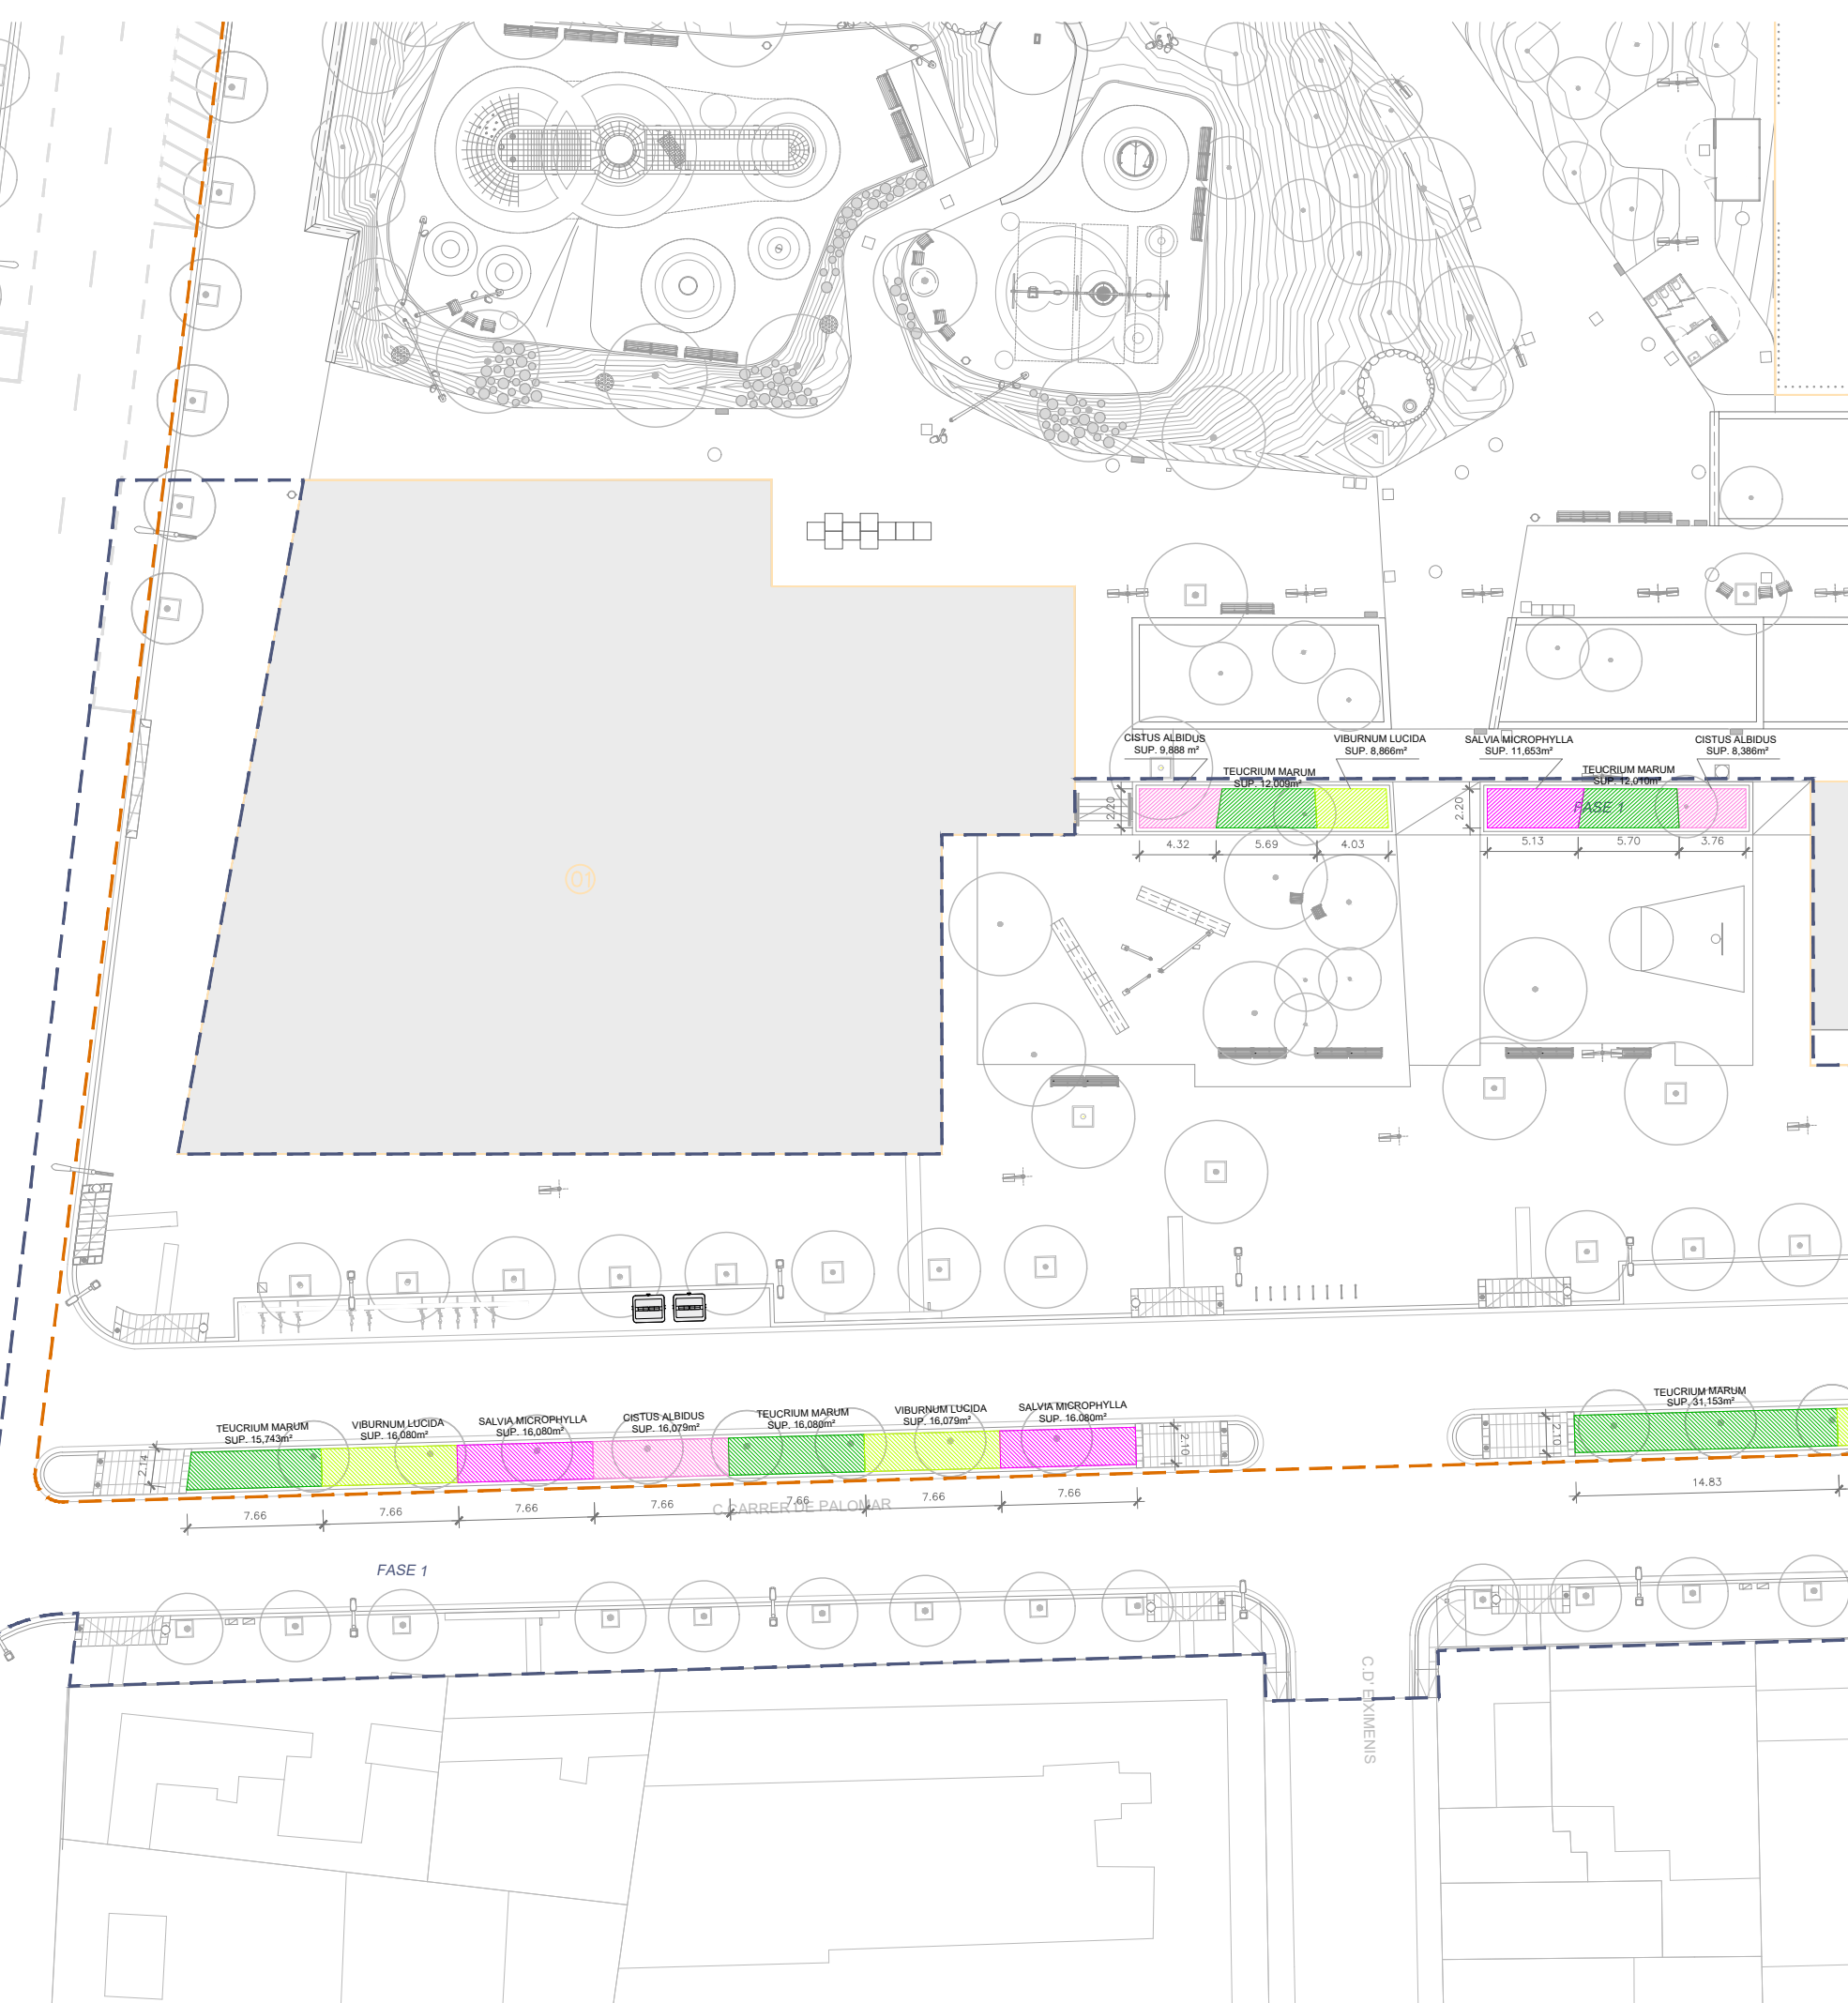 CISTUS ALBIDUS
SUP. 9,888 m²
VIBURNUM LUCIDA
SUP. 8,866m²
SALVIA MICROPHYLLA
SUP. 11,653m²
CISTUS ALBIDUS
SUP. 8,386m²
TEUCRIUM MARUM
SUP. 12,009m²
TEUCRIUM MARUM
SUP. 12,010m²
2.20
2.20
FASE 1
4.32
5.69
4.03
5.13
5.70
3.76
TEUCRIUM MARUM
SUP. 15,743m²
VIBURNUM LUCIDA
SUP. 16,080m²
SALVIA MICROPHYLLA
SUP. 16,080m²
CISTUS ALBIDUS
SUP. 16,079m²
TEUCRIUM MARUM
SUP. 16,080m²
VIBURNUM LUCIDA
SUP. 16,079m²
SALVIA MICROPHYLLA
SUP. 16.080m²
TEUCRIUM MARUM
SUP. 31,153m²
2.14
2.10
2.10
7.66
7.66
7.66
7.66
7.66
7.66
7.66
14.83
C.CARRER DE PALOMAR
FASE 1
C.D' EIXIMENIS